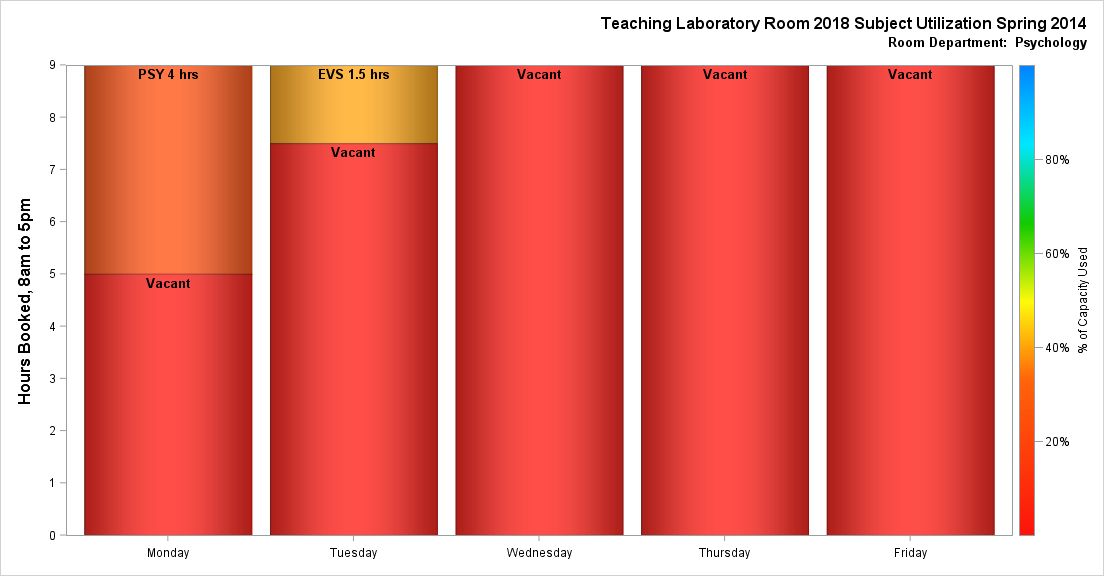 Teaching Laboratory Room 2018 Subject Utilization Spring 2014
Room Department:  Psychology
Hours Booked, 8am to 5pm
9
8
7
6
5
4
3
2
1
0
PSY 4 hrs
Vacant
EVS 1.5 hrs
Vacant
Vacant
Vacant
Vacant
Monday
Tuesday
Wednesday
Thursday
Friday
80%
60%
40%
20%
% of Capacity Used